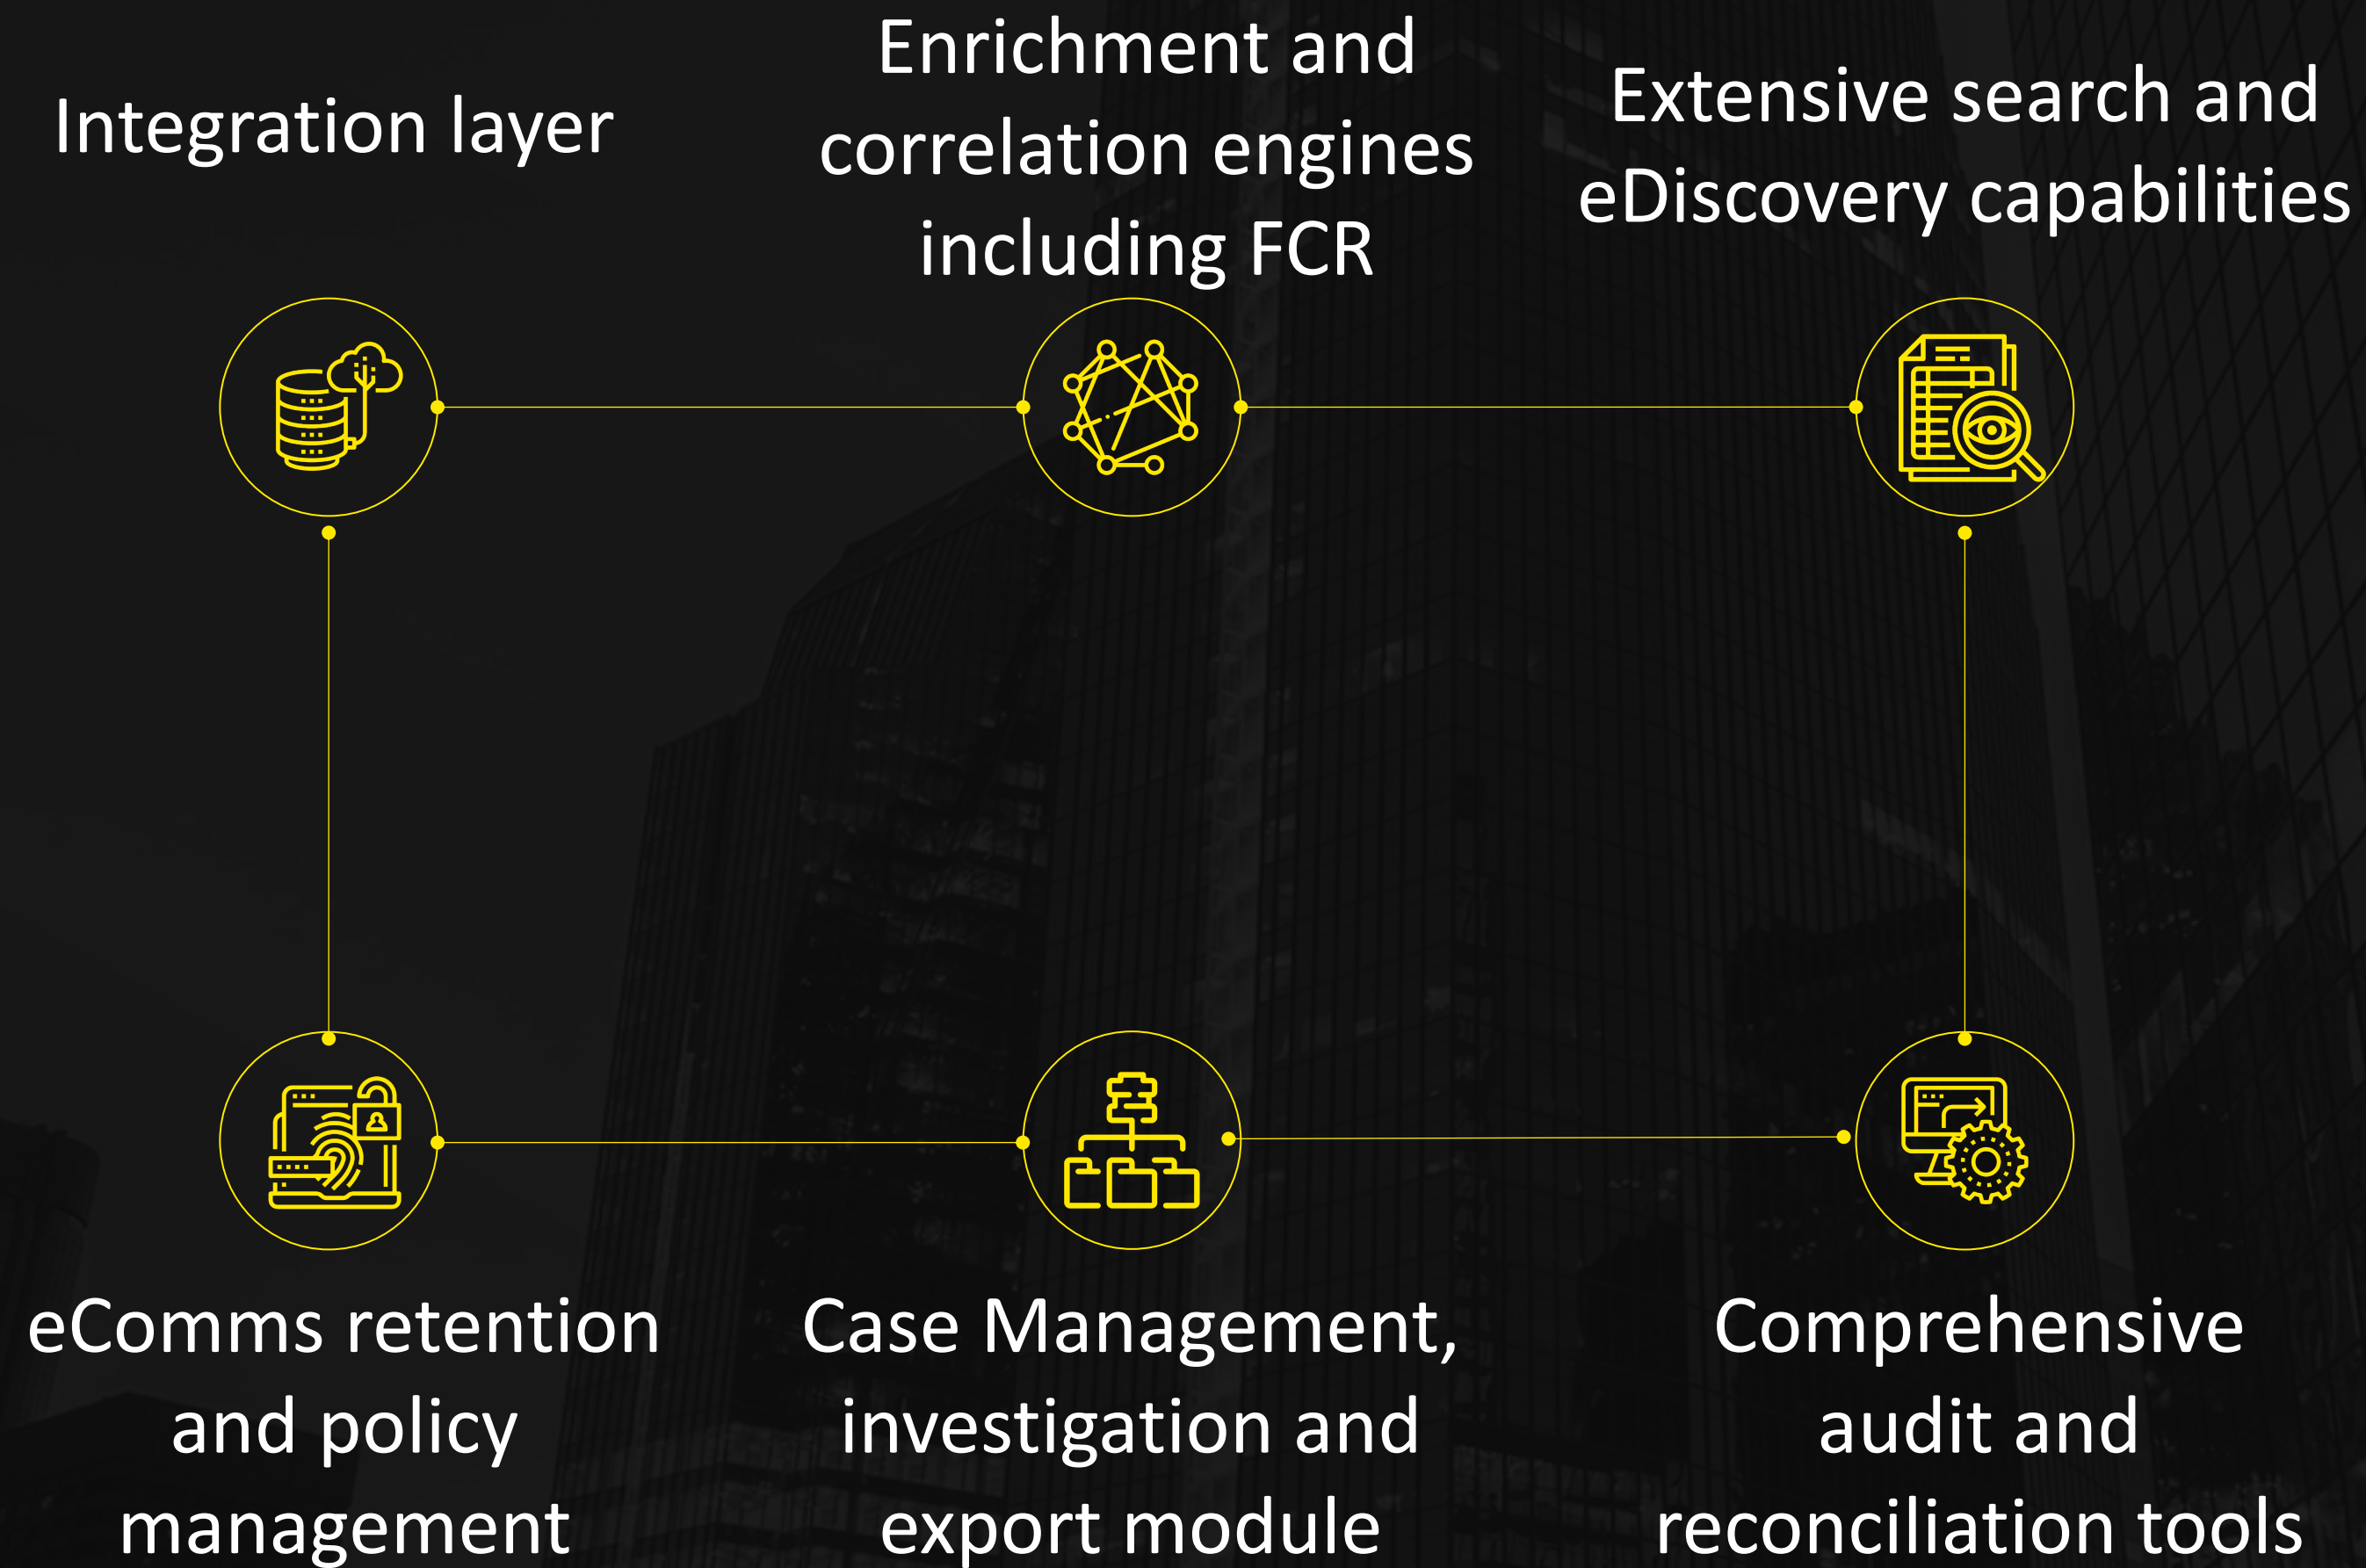 Integration layer
Enrichment and
correlation engines
including FCR
Extensive search and
eDiscovery capabilities
eComms retention
and policy
management
Case Management,
investigation and
export module
Comprehensive
audit and
reconciliation tools